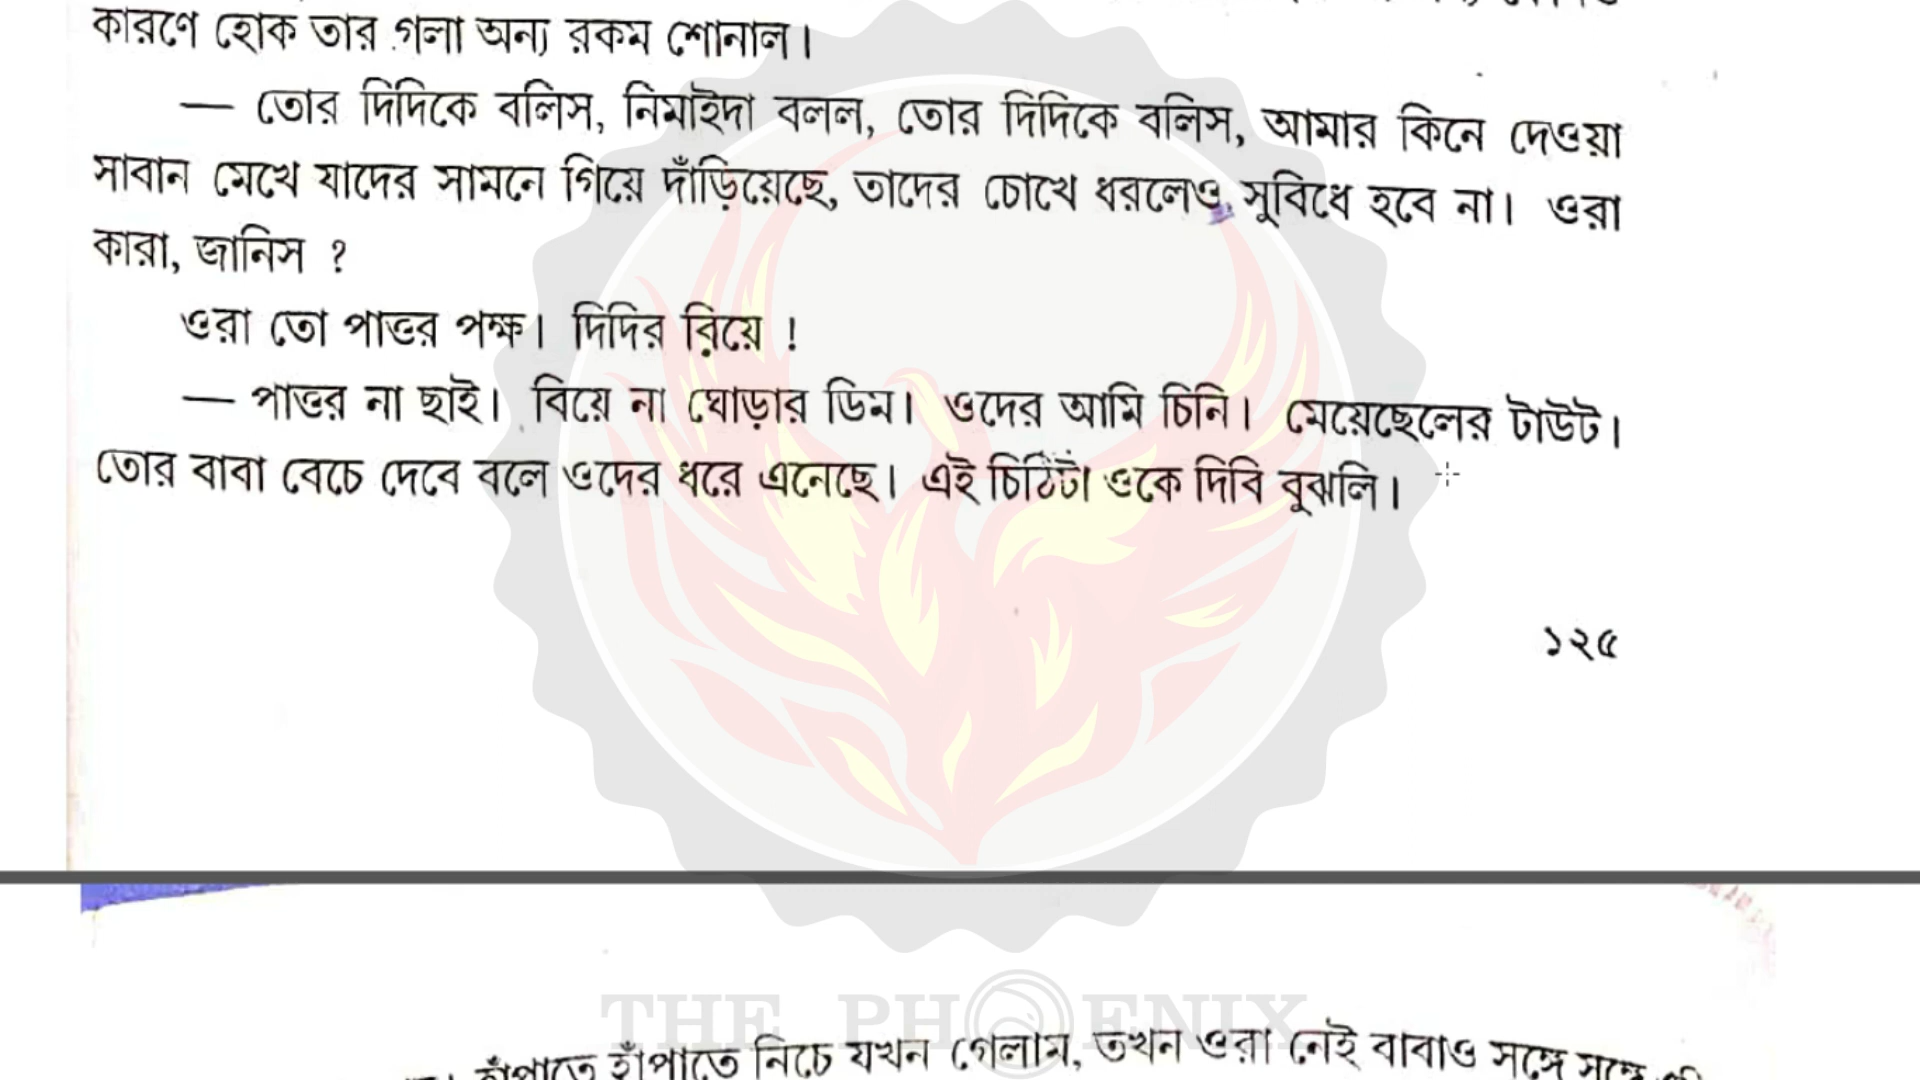 কারণে হোক তার গলা অন্য রকম শোনাল।
— তোর দিদিকে বলিস, নিমাইদা বলল, তোর দিদিকে বলিস, আমার কিনে দেওয়া
সাবান মেখে যাদের সামনে গিয়ে দাঁড়িয়েছে, তাদের চোখে ধরলেও সুবিধে হবে না। ওরা
কারা, জানিস ?
ওরা তো পাত্তর পক্ষ। দিদির বিয়ে !
— পাত্তর না ছাই। বিয়ে না ঘোড়ার ডিম। ওদের আমি চিনি। মেয়েছেলের টাউট।
তোর বাবা বেচে দেবে বলে ওদের ধরে এনেছে। এই চিঠিটা ওকে দিবি বুঝলি।
১২৫
THE PHOENIX
হাঁপাতে হাঁপাতে নিচে যখন গেলাম, তখন ওরা নেই বাবাও সঙ্গে সঙ্গে